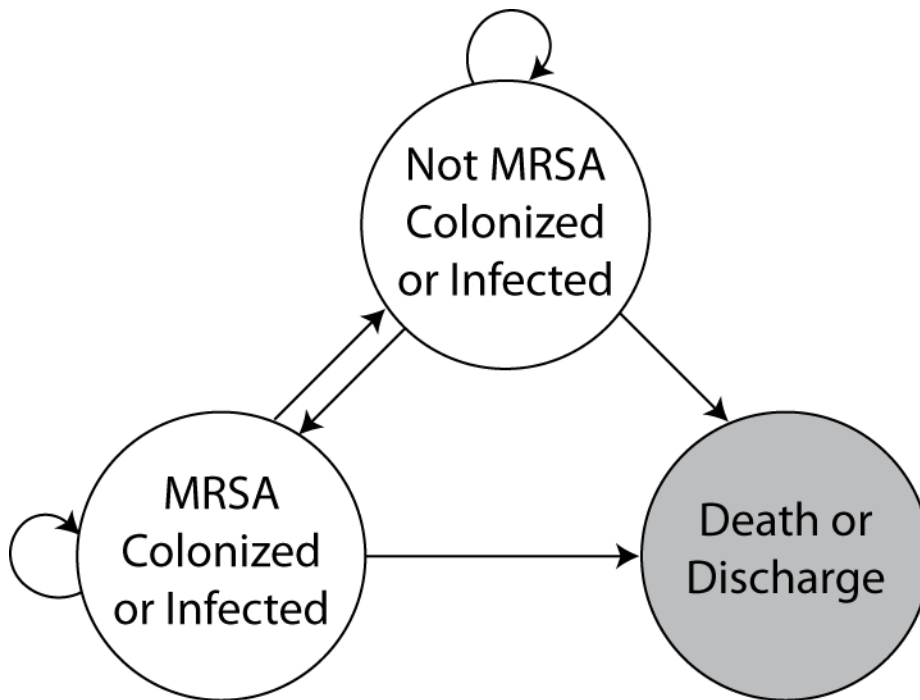 Not MRSA
Colonized
or Infected
MRSA
Colonized
or Infected
Death or
Discharge